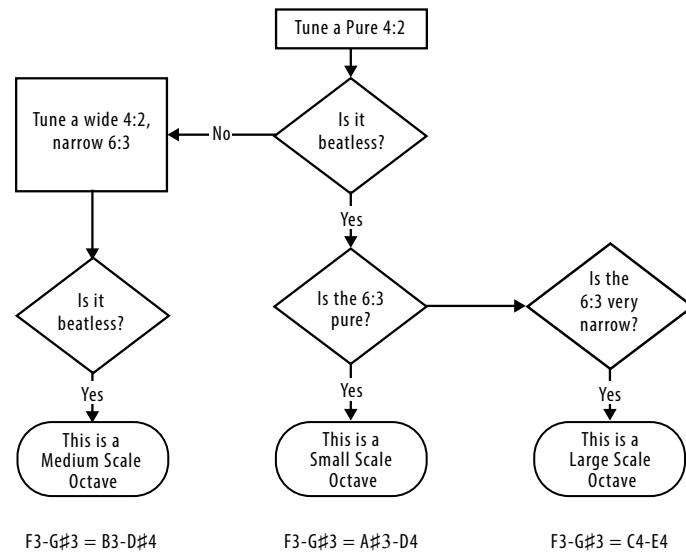 Tune a Pure 4:2
Is it
beatless?
No
Tune a wide 4:2,
narrow 6:3
Yes
Is it
beatless?
Is the 6:3
pure?
Is the
6:3 very
narrow?
Yes
Yes
Yes
This is a
Medium Scale
Octave
This is a
Small Scale
Octave
This is a
Large Scale
Octave
F3-G♯3 = B3-D♯4
F3-G♯3 = A♯3-D4
F3-G♯3 = C4-E4